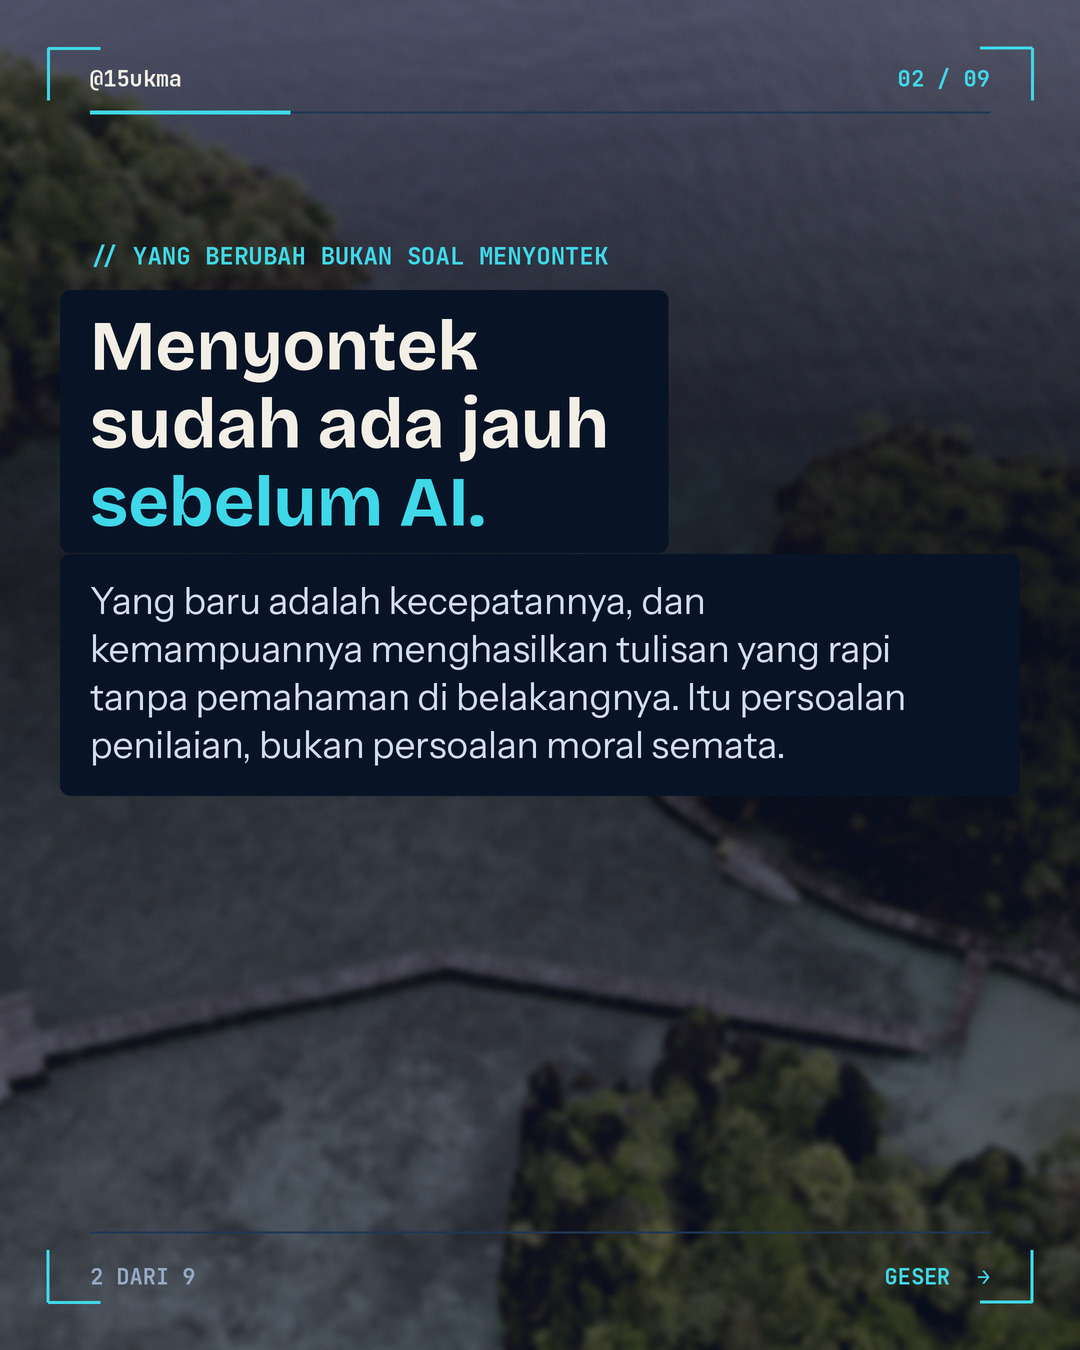 @15ukma
02 / 09
// YANG BERUBAH BUKAN SOAL MENYONTEK
Menyontek
sudah ada jauh
sebelum AI.
Yang baru adalah kecepatannya, dan
kemampuannya menghasilkan tulisan yang rapi
tanpa pemahaman di belakangnya. Itu persoalan
penilaian, bukan persoalan moral semata.
2 DARI 9
GESER →